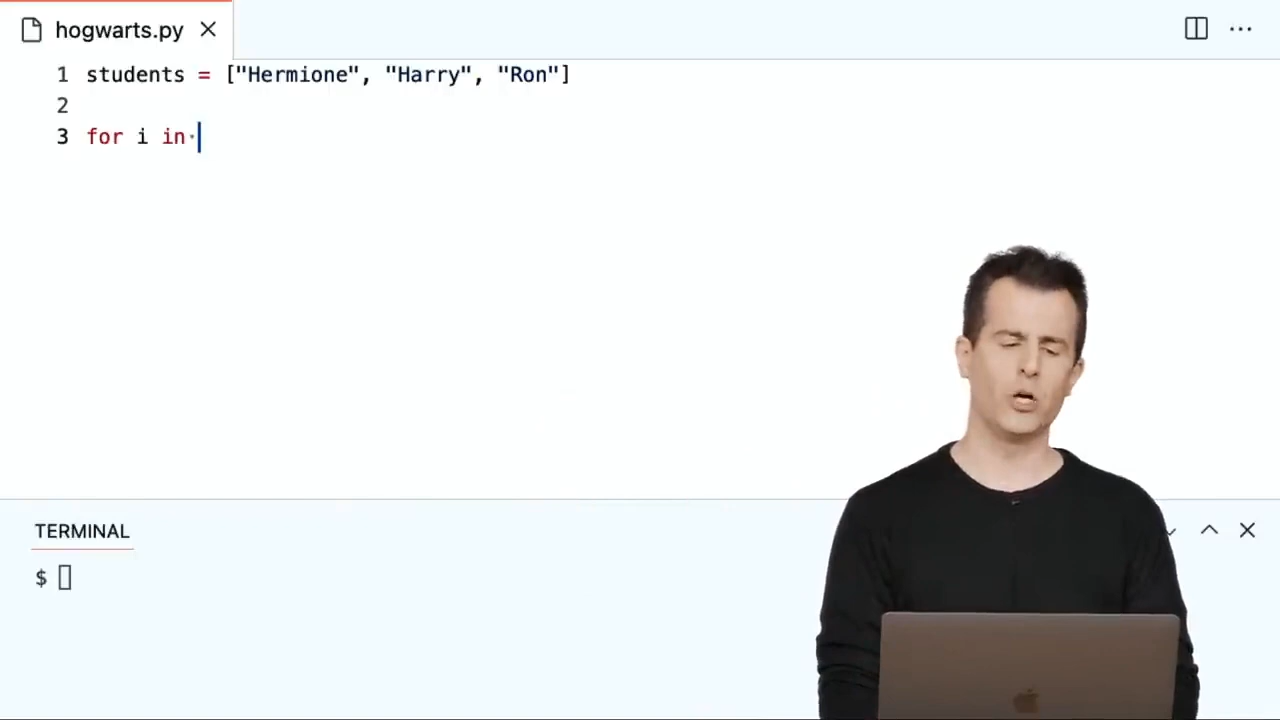 hogwarts.py
1 students = ["Hermione", "Harry", "Ron"]
2
3 for i in
TERMINAL
$